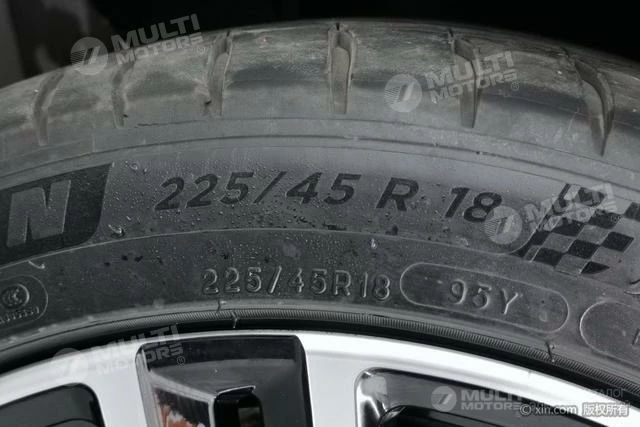 MULTI
MOTORS
MULTI
MOTORS
N
225/45 R 18
MULTI
MOTORS
225/45R18
95Y
MULTI
MOTORS
MULTI
MOTORS
©xin.com 版权所有